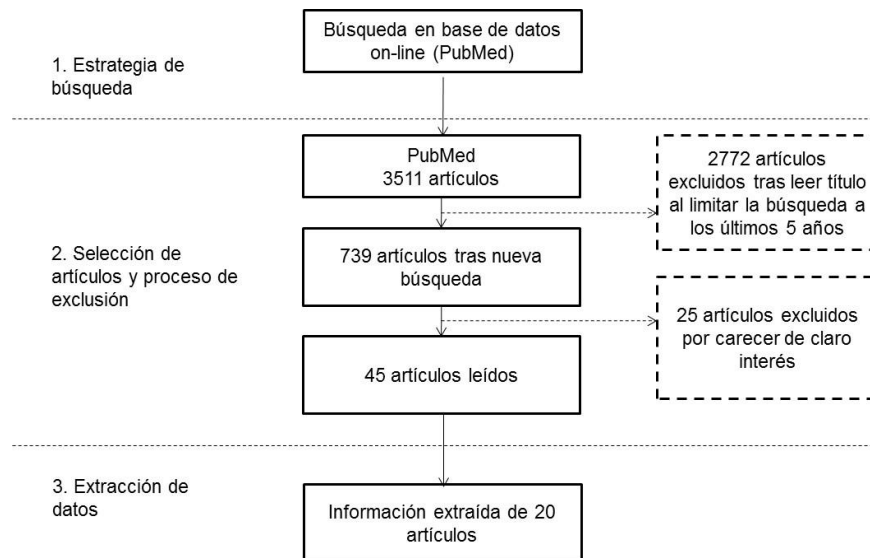 Búsqueda en base de datos
on-line (PubMed)
1. Estrategia de
búsqueda
PubMed
3511 artículos
2772 artículos
excluidos tras leer título
al limitar la búsqueda a
los últimos 5 años
2. Selección de
artículos y proceso de
exclusión
739 artículos tras nueva
búsqueda
25 artículos excluidos
por carecer de claro
interés
45 artículos leídos
3. Extracción de
datos
Información extraída de 20
artículos